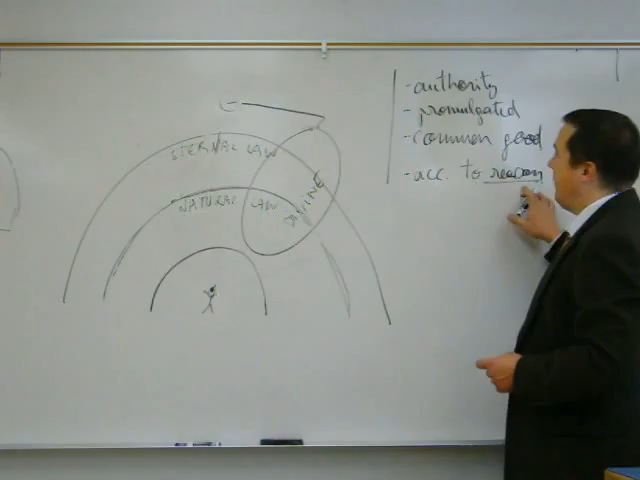 ETERNAL LAW
NATURAL LAW
DIVINE
- authority
- promulgated
- common good
- acc. to reason